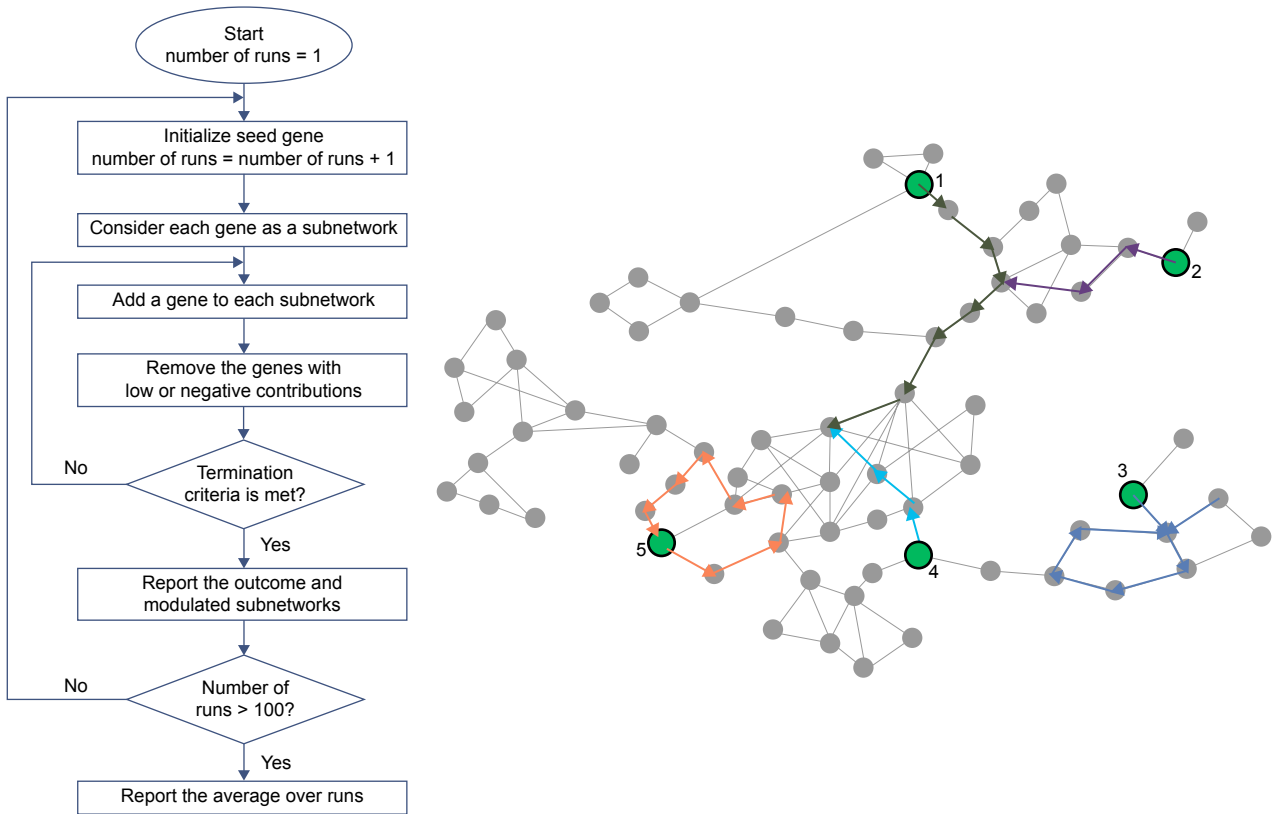 Start
number of runs = 1
Initialize seed gene
number of runs = number of runs + 1
Consider each gene as a subnetwork
Add a gene to each subnetwork
Remove the genes with
low or negative contributions
No
Termination
criteria is met?
Yes
Report the outcome and
modulated subnetworks
No
Number of
runs > 100?
Yes
Report the average over runs
1
2
3
4
5